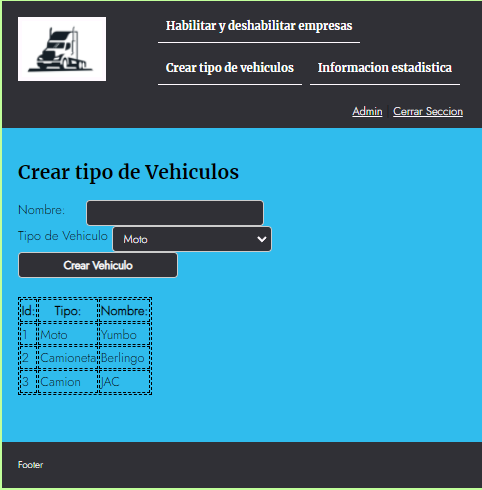 Habilitar y deshabilitar empresas
Crear tipo de vehiculos Informacion estadistica
Admin | Cerrar Seccion
Crear tipo de Vehiculos
Nombre:
Tipo de Vehiculo Moto
Crear Vehiculo
Id: Tipo: Nombre:
1 Moto Yumbo
2 Camioneta Berlingo
3 Camion JAC
Footer